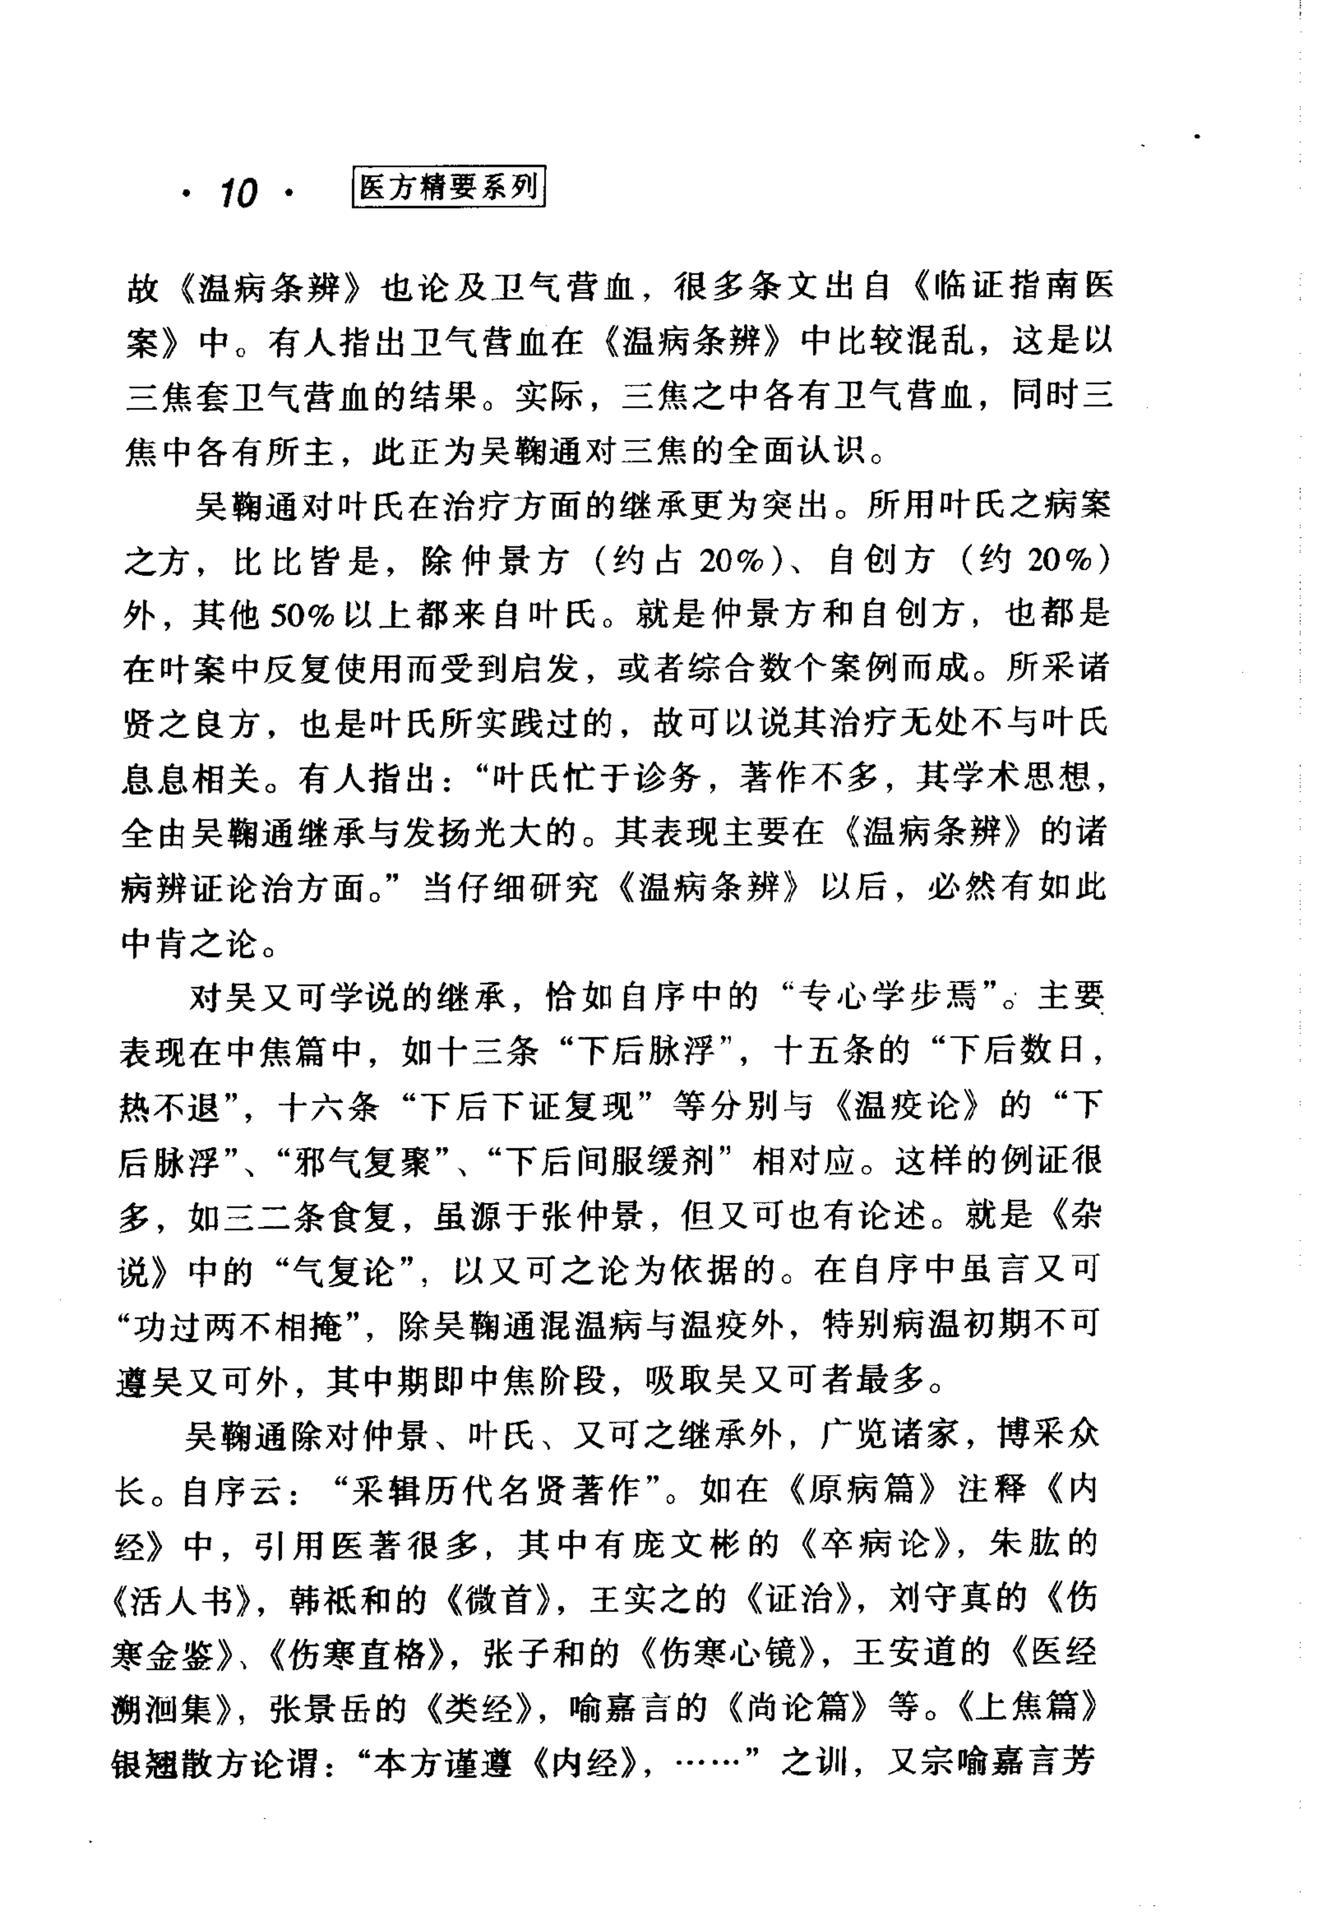 · 10 · 医方精要系列
故《温病条辨》也论及卫气营血，很多条文出自《临证指南医
案》中。有人指出卫气营血在《温病条辨》中比较混乱，这是以
三焦套卫气营血的结果。实际，三焦之中各有卫气营血，同时三
焦中各有所主，此正为吴鞠通对三焦的全面认识。
吴鞠通对叶氏在治疗方面的继承更为突出。所用叶氏之病案
之方，比比皆是，除仲景方（约占 20%）、自创方（约 20%）
外，其他 50% 以上都来自叶氏。就是仲景方和自创方，也都是
在叶案中反复使用而受到启发，或者综合数个案例而成。所采诸
贤之良方，也是叶氏所实践过的，故可以说其治疗无处不与叶氏
息息相关。有人指出：“叶氏忙于诊务，著作不多，其学术思想，
全由吴鞠通继承与发扬光大的。其表现主要在《温病条辨》的诸
病辨证论治方面。”当仔细研究《温病条辨》以后，必然有如此
中肯之论。
对吴又可学说的继承，恰如自序中的“专心学步焉”。主要
表现在中焦篇中，如十三条“下后脉浮”，十五条的“下后数日，
热不退”，十六条“下后下证复现”等分别与《温疫论》的“下
后脉浮”、“邪气复聚”、“下后间服缓剂”相对应。这样的例证很
多，如三二条食复，虽源于张仲景，但又可也有论述。就是《杂
说》中的“气复论”，以又可之论为依据的。在自序中虽言又可
“功过两不相掩”，除吴鞠通混温病与温疫外，特别病温初期不可
遵吴又可外，其中期即中焦阶段，吸取吴又可者最多。
吴鞠通除对仲景、叶氏、又可之继承外，广览诸家，博采众
长。自序云：“采辑历代名贤著作”。如在《原病篇》注释《内
经》中，引用医著很多，其中有庞文彬的《卒病论》，朱肱的
《活人书》，韩祗和的《微首》，王实之的《证治》，刘守真的《伤
寒金鉴》、《伤寒直格》，张子和的《伤寒心镜》，王安道的《医经
溯洄集》，张景岳的《类经》，喻嘉言的《尚论篇》等。《上焦篇》
银翘散方论谓：“本方谨遵《内经》，……”之训，又宗喻嘉言芳